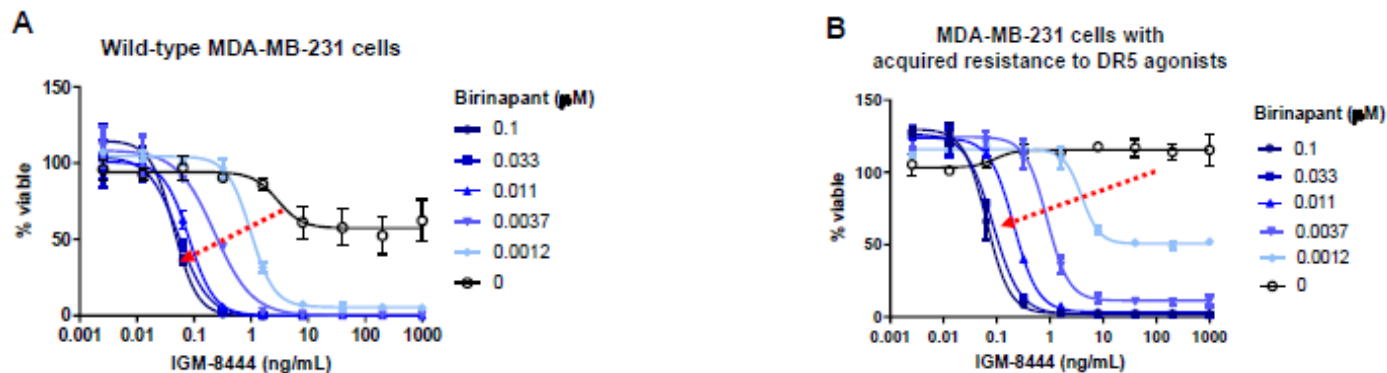 A
Wild-type MDA-MB-231 cells
% viable
150
100
50
0
0.001 0.01 0.1 1 10 100 1000
IGM-8444 (ng/mL)
Birinapant (µM)
0.1
0.033
0.011
0.0037
0.0012
0
B
MDA-MB-231 cells with
acquired resistance to DR5 agonists
% viable
150
100
50
0
0.001 0.01 0.1 1 10 100 1000
IGM-8444 (ng/mL)
Birinapant (µM)
0.1
0.033
0.011
0.0037
0.0012
0